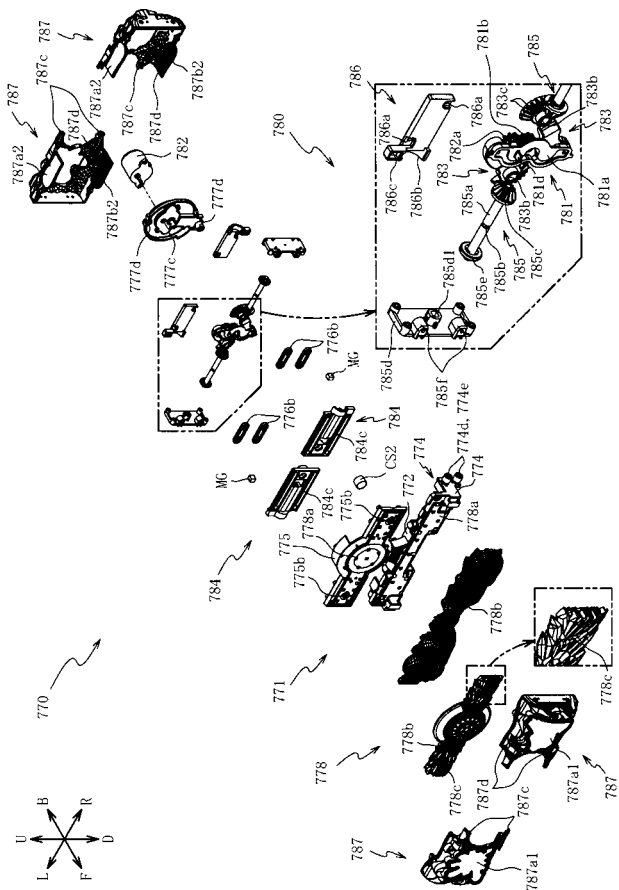 U
B
R
D
F
L
770
771
778
784
780
787
787a1
787d
787c
787a1
787
778c
778b
778b
778c
775b
775
778a
775b
784c
784c
784
CS2
772
774
774d, 774e
774
778a
MG
776b
776b
MG
777d
777c
777d
782
787
787a2
787c
787d
787b2
787
787a2
787c
787d
787b2
785d
785d1
785f
785e
785b
785
785c
785a
783
782a
783b
781d
781
781a
786
786a
786c
786b
786a
781b
783c
785
783b
783